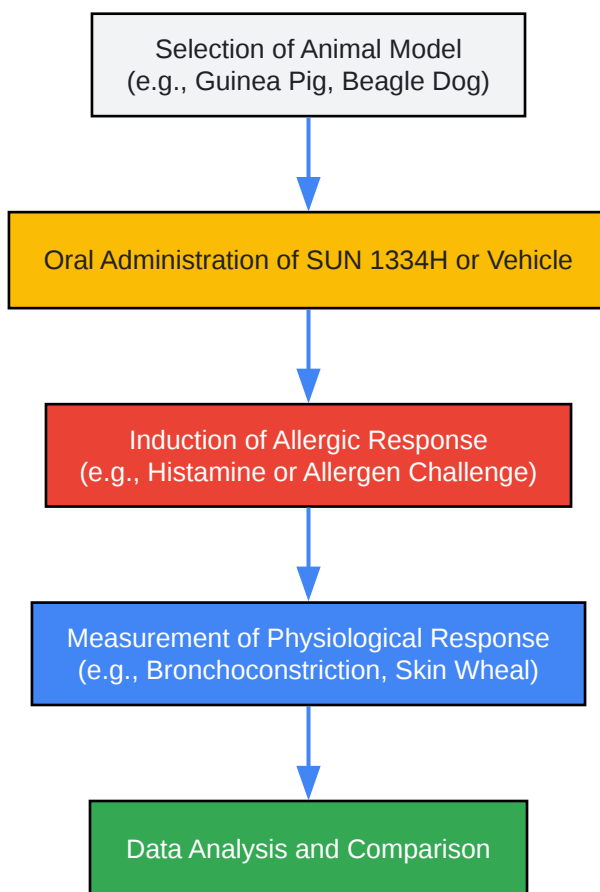 Selection of Animal Model
(e.g., Guinea Pig, Beagle Dog)
Oral Administration of SUN 1334H or Vehicle
Induction of Allergic Response
(e.g., Histamine or Allergen Challenge)
Measurement of Physiological Response
(e.g., Bronchoconstriction, Skin Wheal)
Data Analysis and Comparison